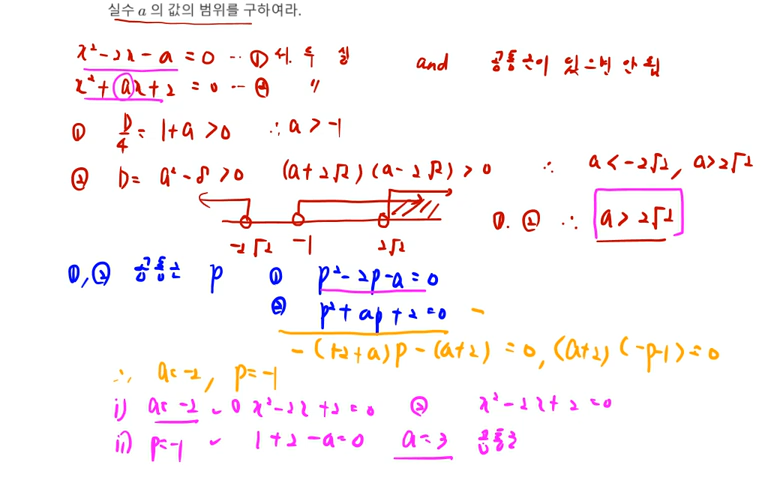 실수 a 의 값의 범위를 구하여라.
x²-2x-a=0 ··· ① 서. 두 실 and 공통근이 있으면 안됨
x²+ax+2=0 ··· ② "
① D/4=1+a>0 ∴a>-1
② D=a²-8>0 (a+2√2)(a-2√2)>0 ∴ a<-2√2, a>2√2
-2√2 -1 2√2 ①. ② ∴ a>2√2
①,② 공통근 p ① p²-2p-a=0
② p²+ap+2=0 -
-(+2+a)p-(a+2)=0, (a+2)(-p-1)=0
∴ a=-2, p=-1
i) a=-2 ~ ① x²-2x+2=0 ② x²-2x+2=0
ii) p=-1 ~ 1+2-a=0 a=3 공통근